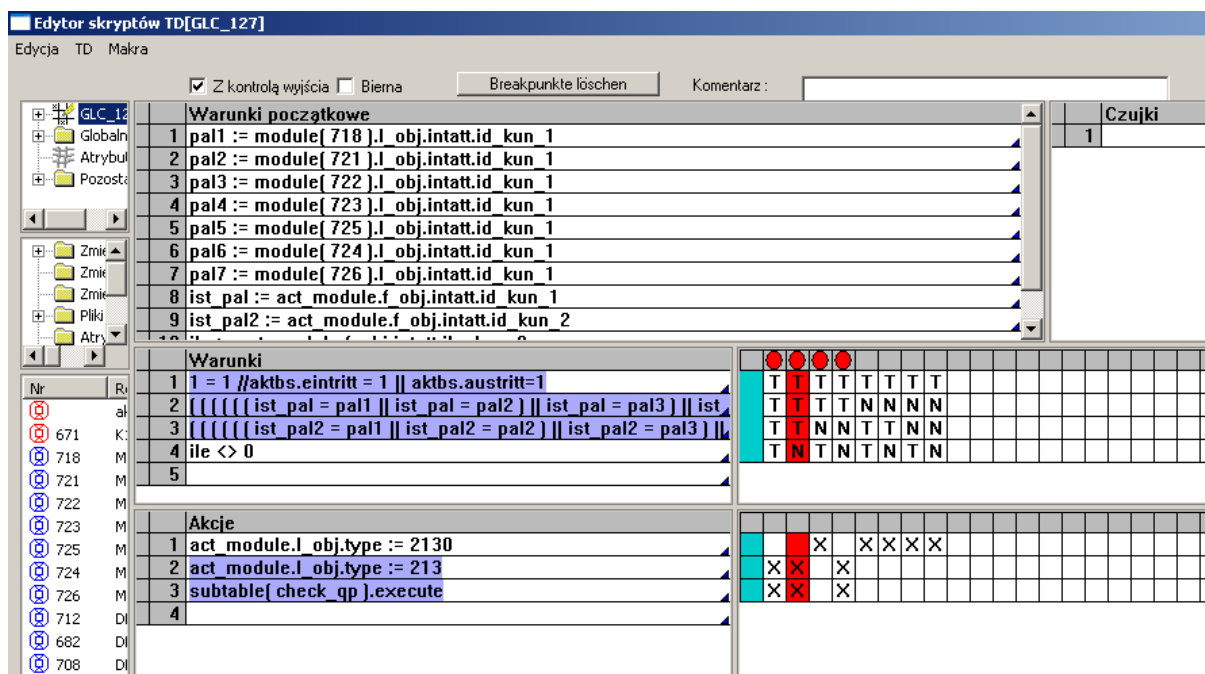 Edytor skryptów TD[GLC_127]
Edycja TD Makra
Z kontrolą wyjścia Bierna Breakpunkte löschen Komentarz :
GLC_12 Warunki początkowe Czujki
Globaln 1 pal1 := module( 718 ).l_obj.intatt.id_kun_1 1
Atrybul 2 pal2 := module( 721 ).l_obj.intatt.id_kun_1
Pozosta 3 pal3 := module( 722 ).l_obj.intatt.id_kun_1
4 pal4 := module( 723 ).l_obj.intatt.id_kun_1
5 pal5 := module( 725 ).l_obj.intatt.id_kun_1
Zmie 6 pal6 := module( 724 ).l_obj.intatt.id_kun_1
Zmie 7 pal7 := module( 726 ).l_obj.intatt.id_kun_1
Zmie 8 ist_pal := act_module.f_obj.intatt.id_kun_1
Pliki 9 ist_pal2 := act_module.f_obj.intatt.id_kun_2
Atry
Warunki
Nr 1 1 = 1 //aktbs.eintritt = 1 || aktbs.austritt=1 T T T T T T T T
2 ( ( ( ( ( ( ist_pal = pal1 || ist_pal = pal2 ) || ist_pal = pal3 ) || ist T T T T N N N N
671 3 ( ( ( ( ( ( ist_pal2 = pal1 || ist_pal2 = pal2 ) || ist_pal2 = pal3 ) || T T N N T T N N
718 M 4 ile <> 0 T N T N T N T N
721 M 5
722 M
723 M Akcje
725 M 1 act_module.l_obj.type := 2130 X X X X X
724 M 2 act_module.l_obj.type := 213 X X X
726 M 3 subtable( check_qp ).execute X X X
712 4
682
708